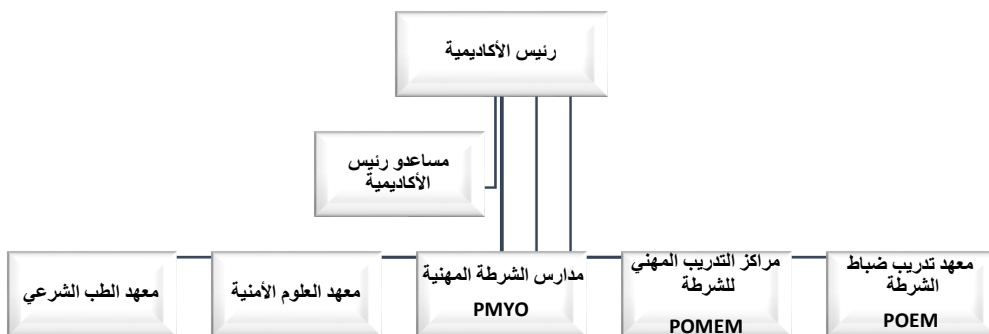 رئيس الأكاديمية
مساعدو رئيس
الأكاديمية
معهد تدريب ضباط
الشرطة
POEM
مراكز التدريب المهني
للشرطة
POMEM
مدارس الشرطة المهنية
PMYO
معهد العلوم الأمنية
معهد الطب الشرعي